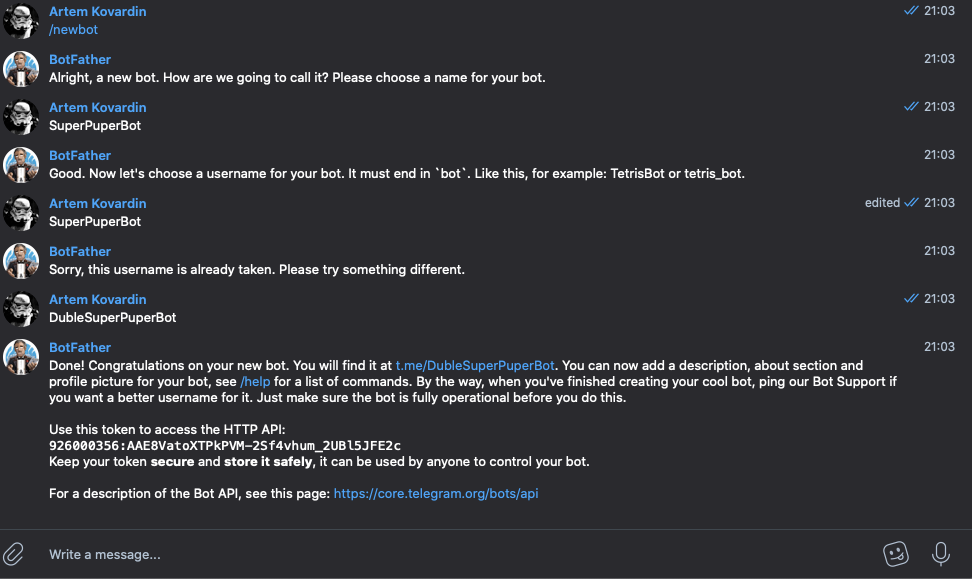 Artem Kovardin 21:03
/newbot
BotFather 21:03
Alright, a new bot. How are we going to call it? Please choose a name for your bot.
Artem Kovardin 21:03
SuperPuperBot
BotFather 21:03
Good. Now let's choose a username for your bot. It must end in `bot`. Like this, for example: TetrisBot or tetris_bot.
Artem Kovardin edited 21:03
SuperPuperBot
BotFather 21:03
Sorry, this username is already taken. Please try something different.
Artem Kovardin 21:03
DubleSuperPuperBot
BotFather 21:03
Done! Congratulations on your new bot. You will find it at t.me/DubleSuperPuperBot. You can now add a description, about section and
profile picture for your bot, see /help for a list of commands. By the way, when you've finished creating your cool bot, ping our Bot Support if
you want a better username for it. Just make sure the bot is fully operational before you do this.
Use this token to access the HTTP API:
926000356:AAE8VatoXTPkPVM-2Sf4vhum_2UBl5JFE2c
Keep your token secure and store it safely, it can be used by anyone to control your bot.
For a description of the Bot API, see this page: https://core.telegram.org/bots/api
Write a message...